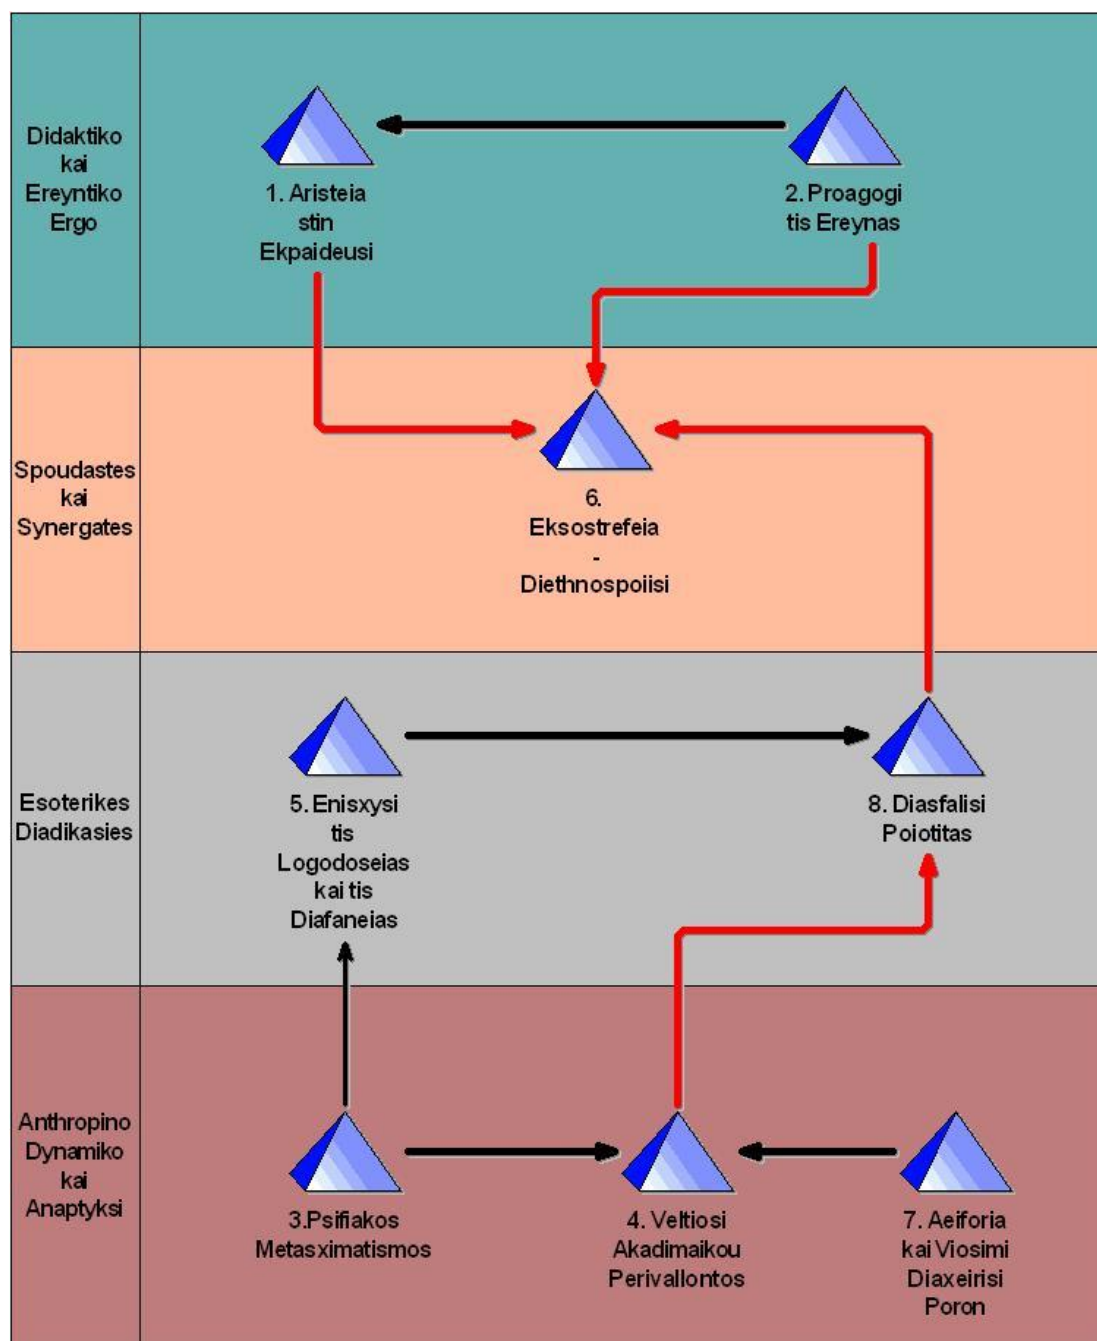 Didaktiko
kai
Ereyntiko
Ergo
1. Aristeia
stin
Ekpaideusi
2. Proagogi
tis Ereynas
Spoudastes
kai
Synergates
6.
Eksostrefeia
-
Diethnospoiisi
Esoterikes
Diadikasies
5. Enisxysi
tis
Logodoseias
kai tis
Diafaneias
8. Diasfalisi
Poiotitas
Anthropino
Dynamiko
kai
Anaptyksi
3.Psifiakos
Metasximatismos
4. Veltiosi
Akadimaikou
Perivallontos
7. Aeiforia
kai Viosimi
Diaxeirisi
Poron